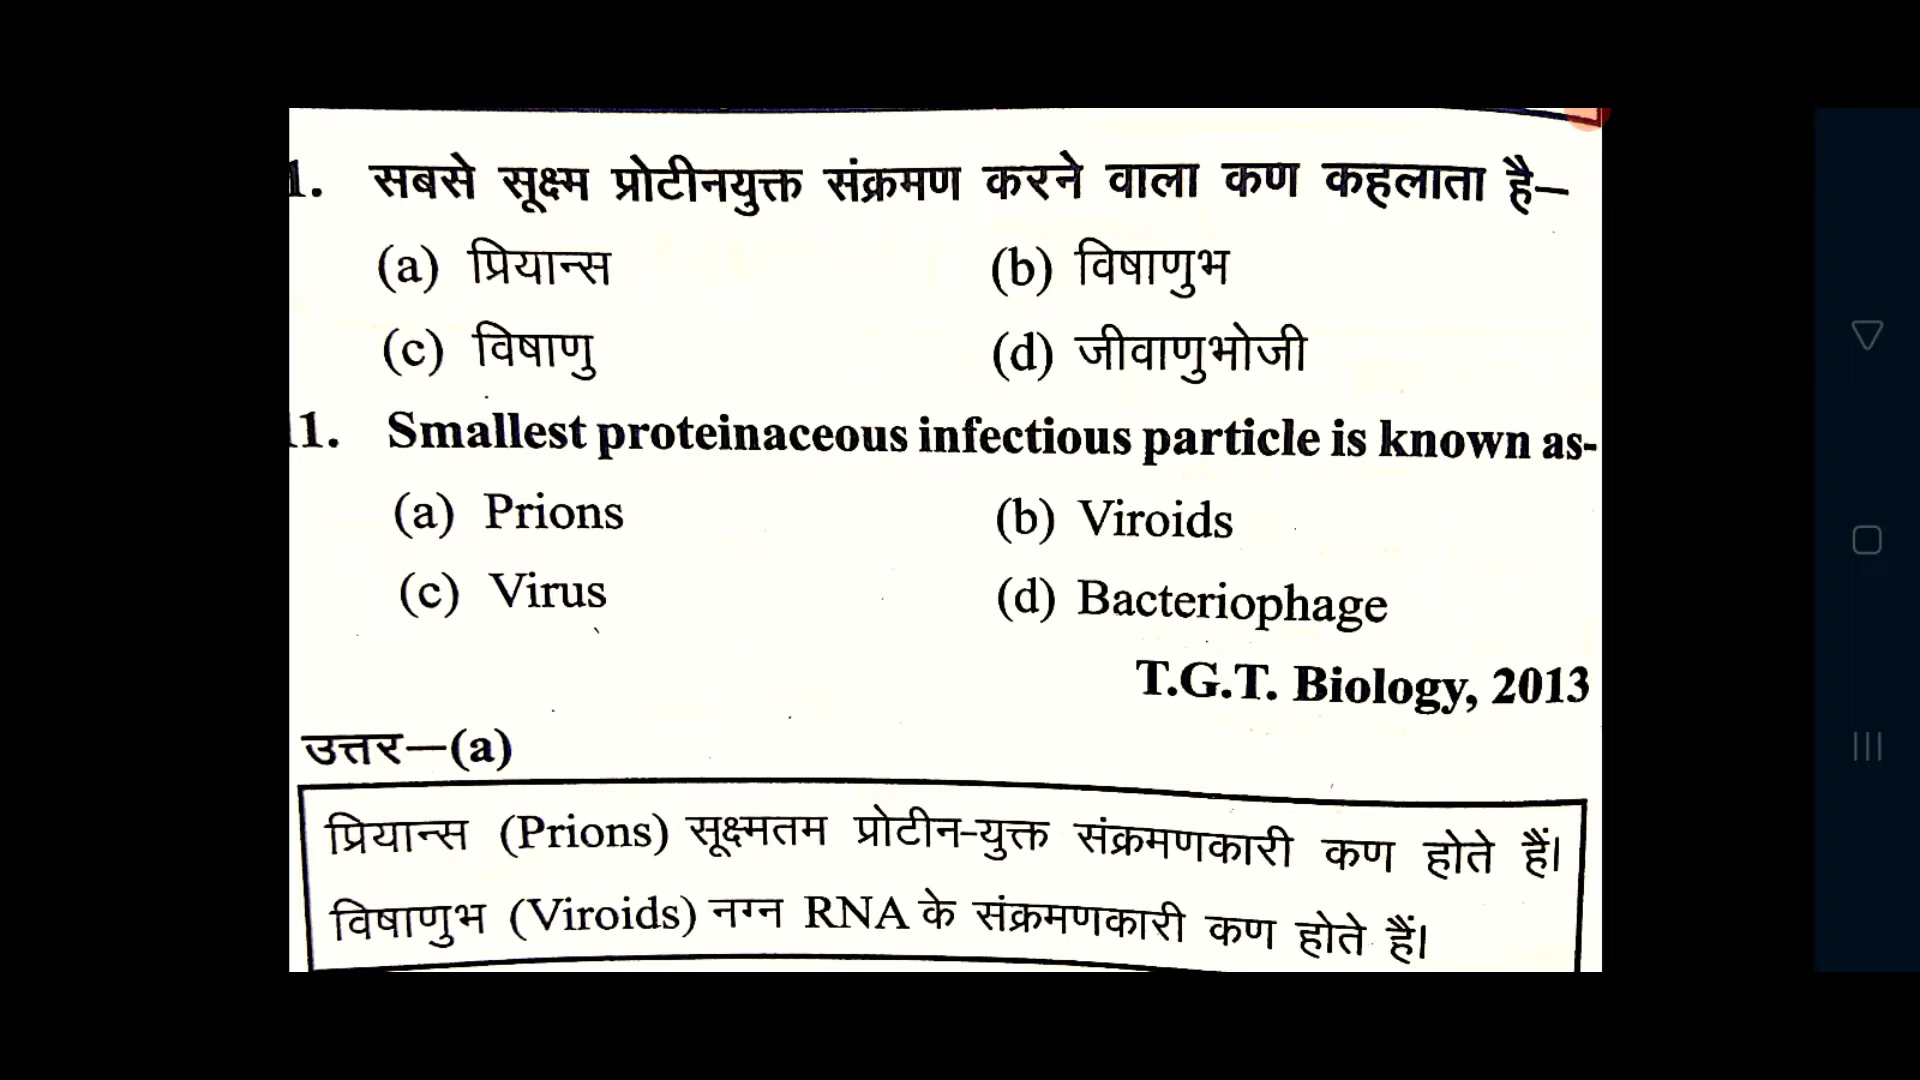 1. सबसे सूक्ष्म प्रोटीनयुक्त संक्रमण करने वाला कण कहलाता है–
(a) प्रियान्स (b) विषाणुभ
(c) विषाणु (d) जीवाणुभोजी
11. Smallest proteinaceous infectious particle is known as-
(a) Prions (b) Viroids
(c) Virus (d) Bacteriophage
T.G.T. Biology, 2013
उत्तर–(a)
प्रियान्स (Prions) सूक्ष्मतम प्रोटीन-युक्त संक्रमणकारी कण होते हैं।
विषाणुभ (Viroids) नग्न RNA के संक्रमणकारी कण होते हैं।